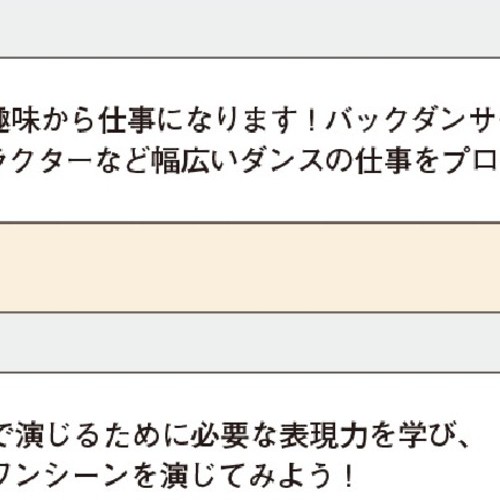 趣味から仕事になります！バックダンサ
ラクターなど幅広いダンスの仕事をプロ
で演じるために必要な表現力を学び、
ワンシーンを演じてみよう！